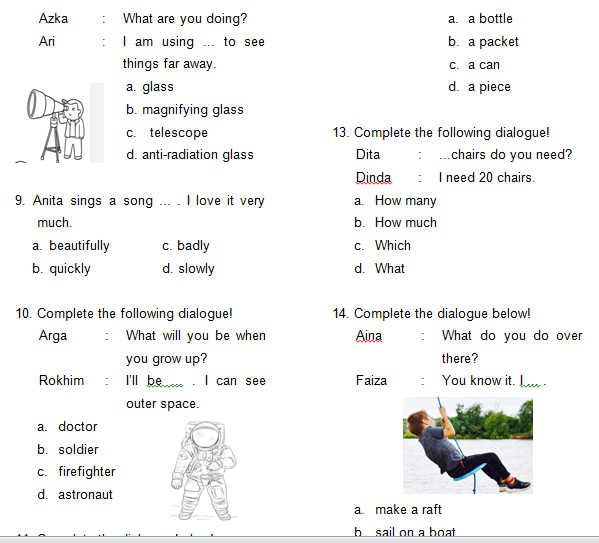 Azka : What are you doing?
Ari : I am using ... to see
things far away.
a. glass
b. magnifying glass
c. telescope
d. anti-radiation glass
9. Anita sings a song ... . I love it very
much.
a. beautifully c. badly
b. quickly d. slowly
10. Complete the following dialogue!
Arga : What will you be when
you grow up?
Rokhim : I'll be..... . I can see
outer space.
a. doctor
b. soldier
c. firefighter
d. astronaut
a. a bottle
b. a packet
c. a can
d. a piece
13. Complete the following dialogue!
Dita : ...chairs do you need?
Dinda : I need 20 chairs.
a. How many
b. How much
c. Which
d. What
14. Complete the dialogue below!
Aina : What do you do over
there?
Faiza : You know it. I.... .
a. make a raft
b. sail on a boat